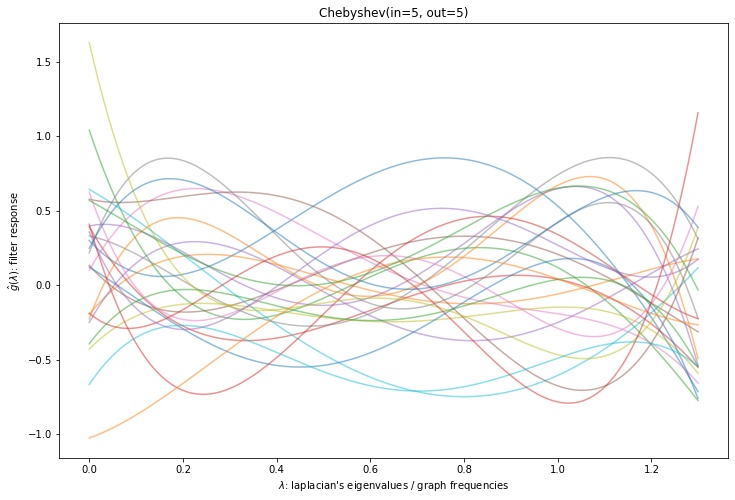 Chebyshev(in=5, out=5)
ĝ(λ): filter response
1.5
1.0
0.5
0.0
−0.5
−1.0
0.0 0.2 0.4 0.6 0.8 1.0 1.2
λ: laplacian's eigenvalues / graph frequencies